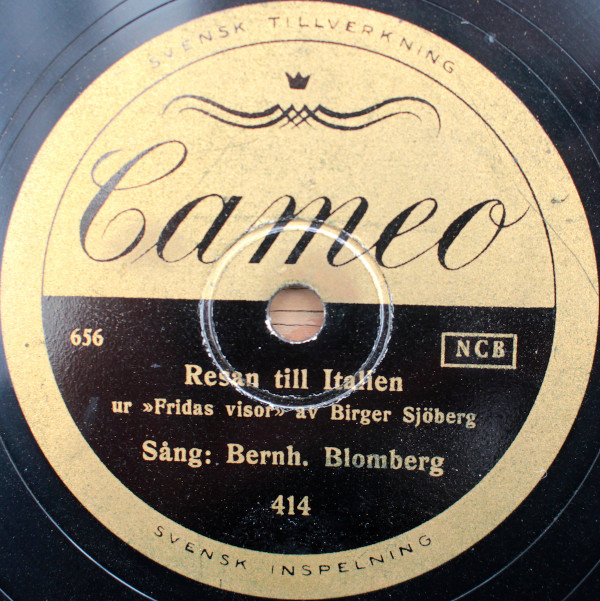 SVENSK TILLVERKNING
Cameo
656
NCB
Resan till Italien
ur »Fridas visor» av Birger Sjöberg
Sång: Bernh. Blomberg
414
SVENSK INSPELNING